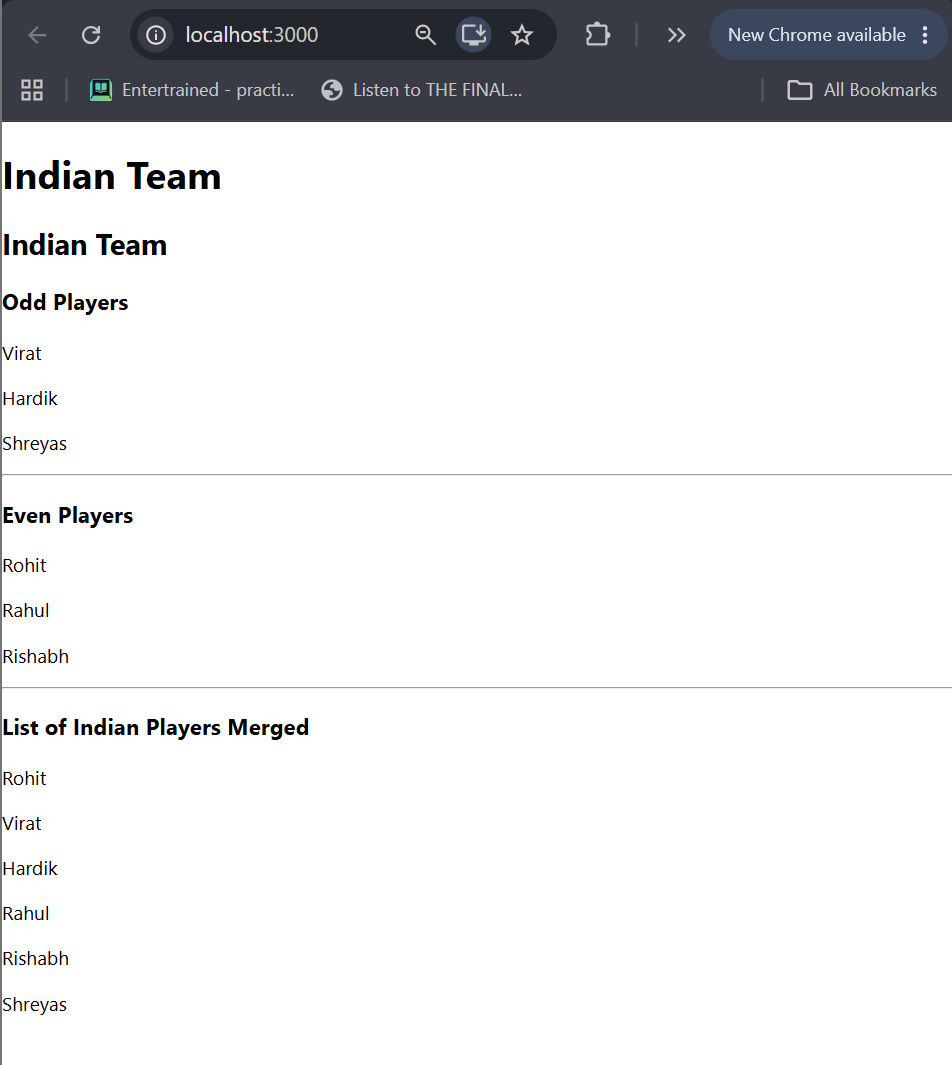 localhost:3000
New Chrome available
Entertrained - practi...
Listen to THE FINAL...
All Bookmarks
Indian Team
Indian Team
Odd Players
Virat
Hardik
Shreyas
Even Players
Rohit
Rahul
Rishabh
List of Indian Players Merged
Rohit
Virat
Hardik
Rahul
Rishabh
Shreyas